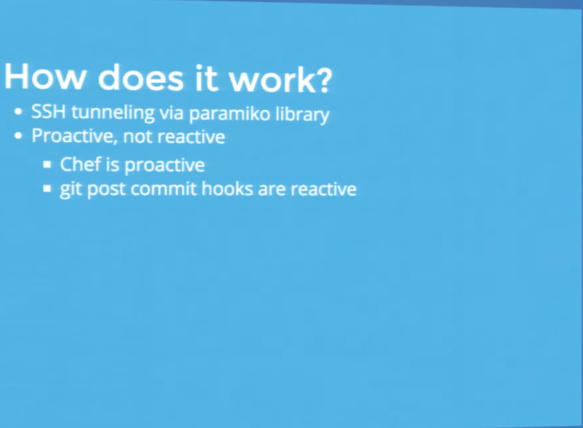 How does it work?
SSH tunneling via paramiko library
Proactive, not reactive
Chef is proactive
git post commit hooks are reactive